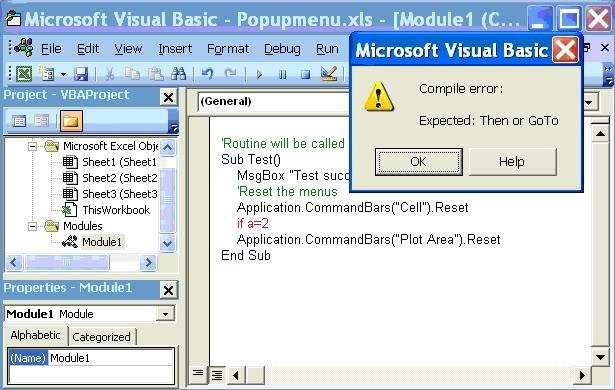 Microsoft Visual Basic - Popupmenu.xls - [Module1 (C...
File Edit View Insert Format Debug Run
Microsoft Visual Basic
Compile error:
Expected: Then or GoTo
OK Help
Project - VBAProject
Microsoft Excel Obje
Sheet1 (Sheet1
Sheet2 (Sheet2
Sheet3 (Sheet3
ThisWorkbook
Modules
Module1
Properties - Module1
Module1 Module
Alphabetic Categorized
(Name) Module1
(General)
'Routine will be called
Sub Test()
MsgBox "Test succ
'Reset the menus
Application.CommandBars("Cell").Reset
if a=2
Application.CommandBars("Plot Area").Reset
End Sub